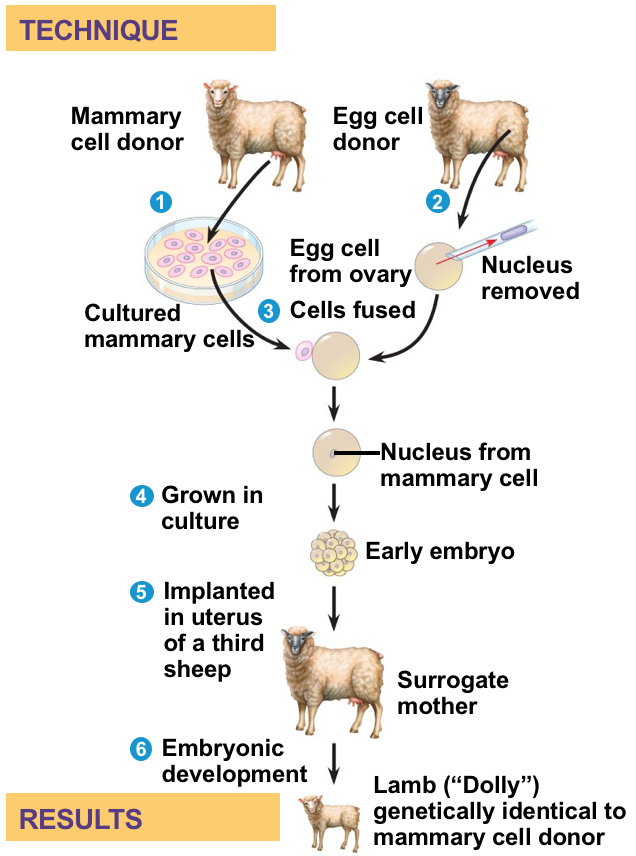 TECHNIQUE
Mammary
cell donor
Egg cell
donor
1
2
Egg cell
from ovary
Nucleus
removed
Cultured
mammary cells
3 Cells fused
Nucleus from
mammary cell
4 Grown in
culture
Early embryo
5 Implanted
in uterus
of a third
sheep
Surrogate
mother
6 Embryonic
development
Lamb (“Dolly”)
genetically identical to
mammary cell donor
RESULTS